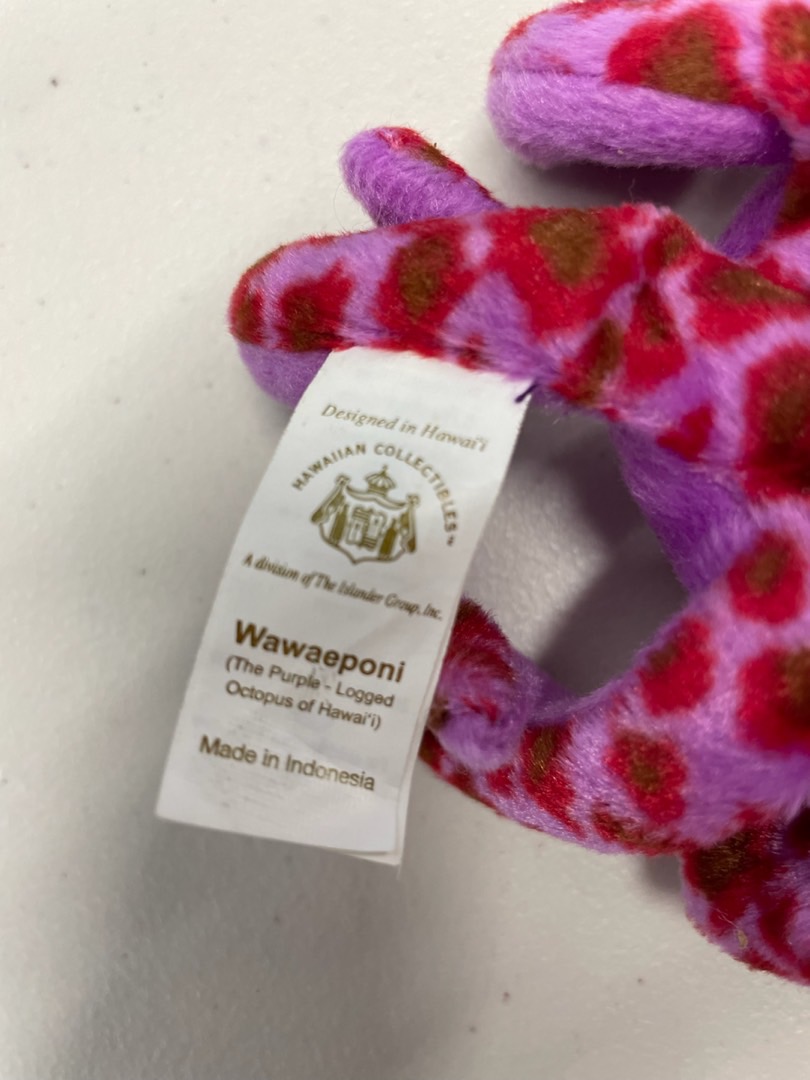 Designed in Hawai'i
HAWAIIAN COLLECTIBLES™
A division of The Islander Group, Inc.
Wawaeponi
(The Purple - Logged
Octopus of Hawai'i)
Made in Indonesia